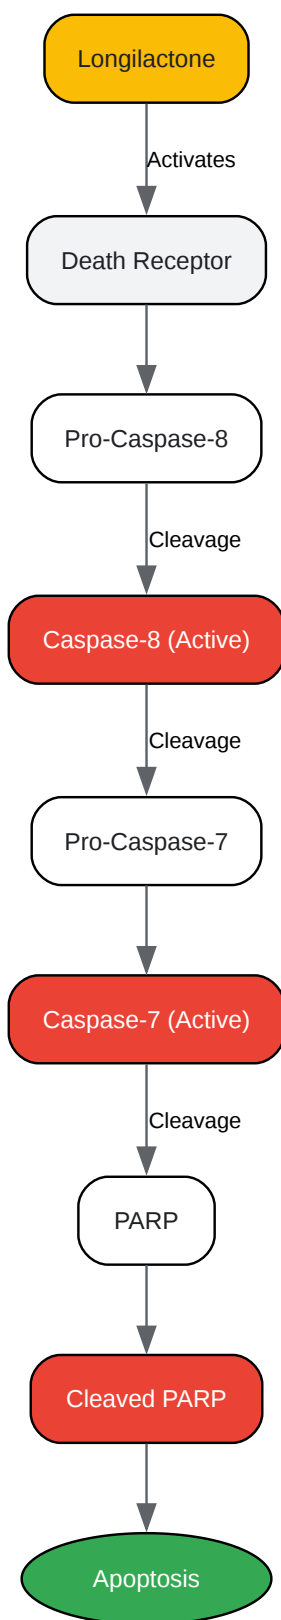 Longilactone
Activates
Death Receptor
Pro-Caspase-8
Cleavage
Caspase-8 (Active)
Cleavage
Pro-Caspase-7
Caspase-7 (Active)
Cleavage
PARP
Cleaved PARP
Apoptosis